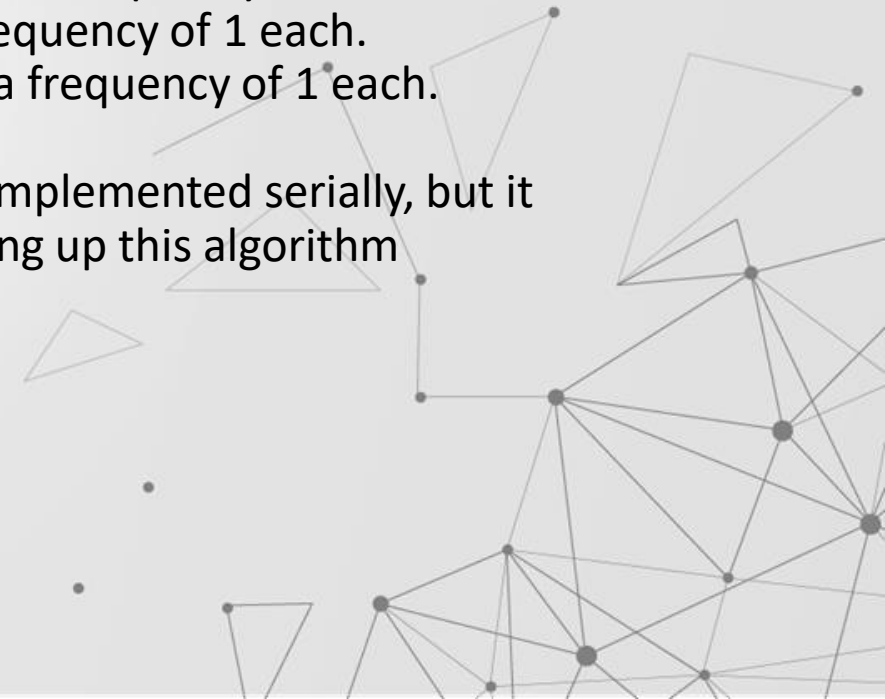 equency of 1 each.
a frequency of 1 each.
mplemented serially, but it
ng up this algorithm